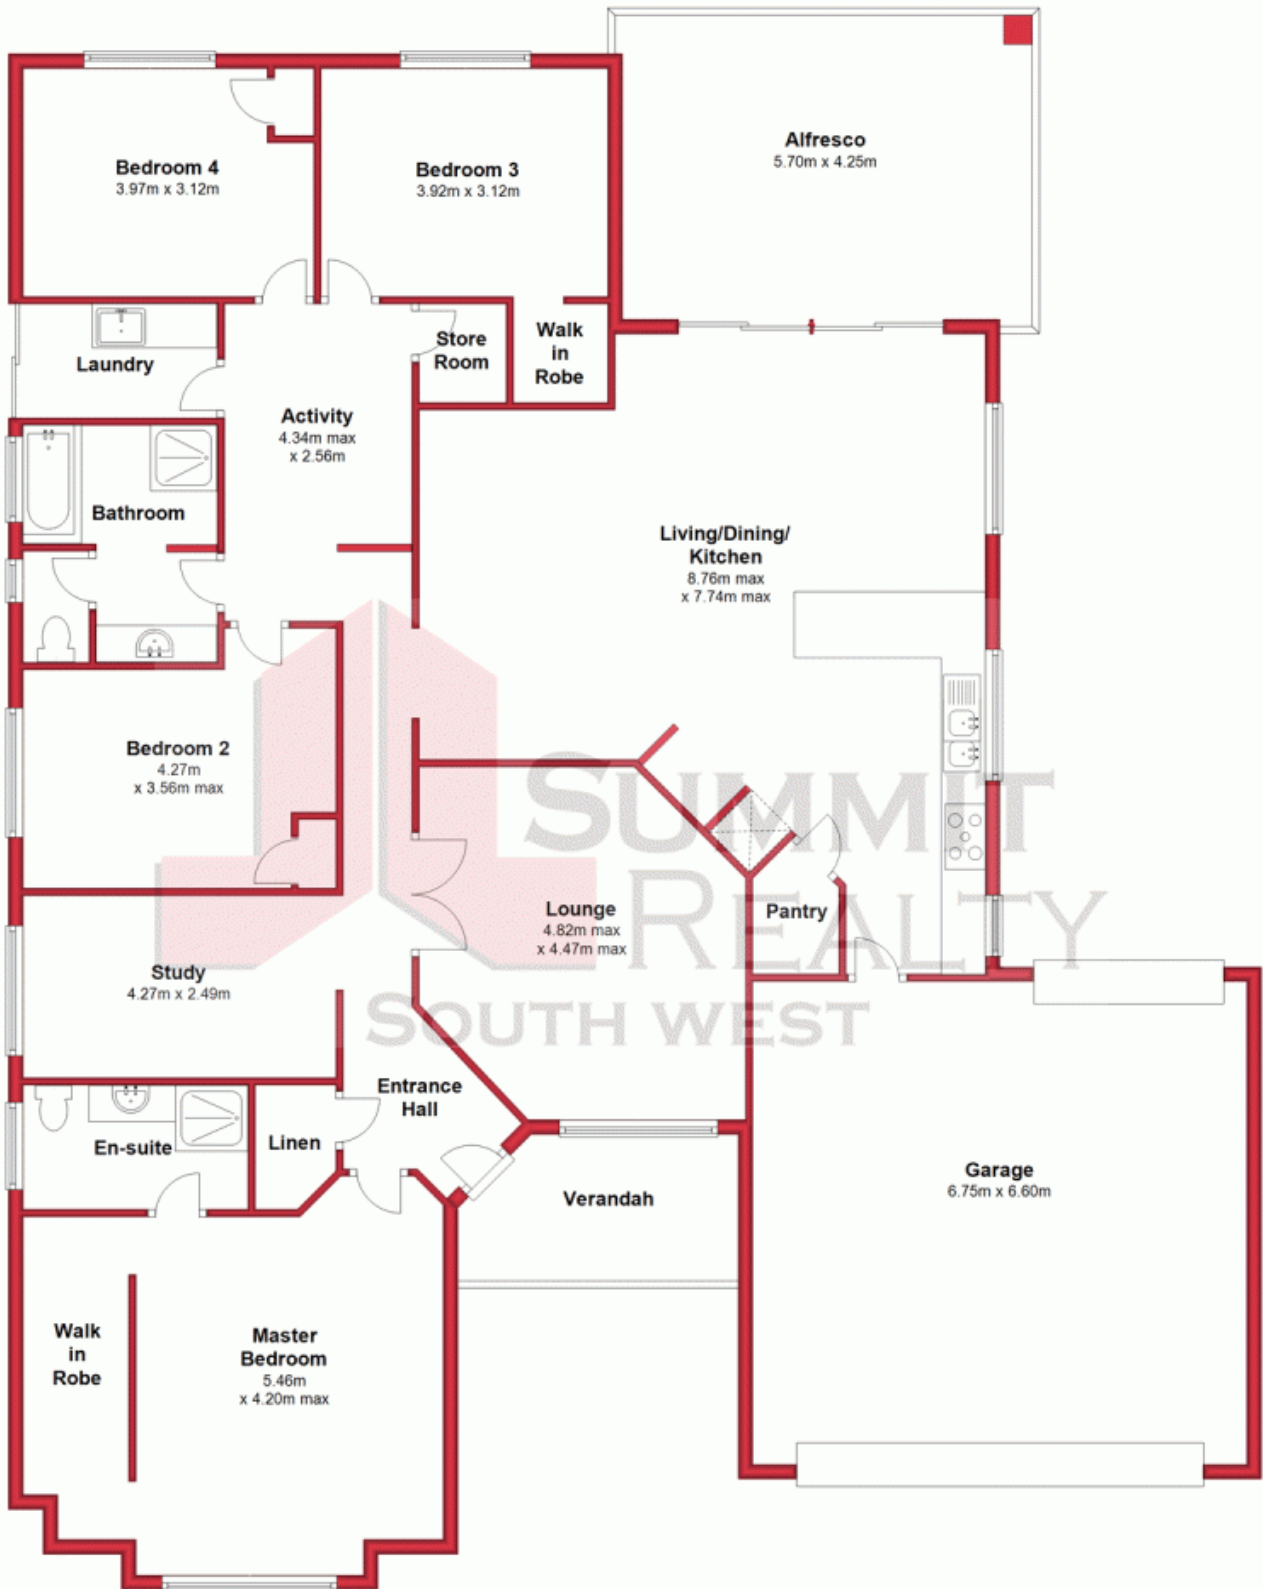 Alfresco
5.70m x 4.25m
Bedroom 4
3.97m x 3.12m
Bedroom 3
3.92m x 3.12m
Laundry
Store
Room
Walk
in
Robe
Activity
4.34m max
x 2.56m
Bathroom
Living/Dining/
Kitchen
8.76m max
x 7.74m max
Bedroom 2
4.27m
x 3.56m max
SUMMIT
REALTY
SOUTH WEST
Lounge
4.82m max
x 4.47m max
Pantry
Study
4.27m x 2.49m
Entrance
Hall
En-suite
Linen
Verandah
Garage
6.75m x 6.60m
Walk
in
Robe
Master
Bedroom
5.46m
x 4.20m max